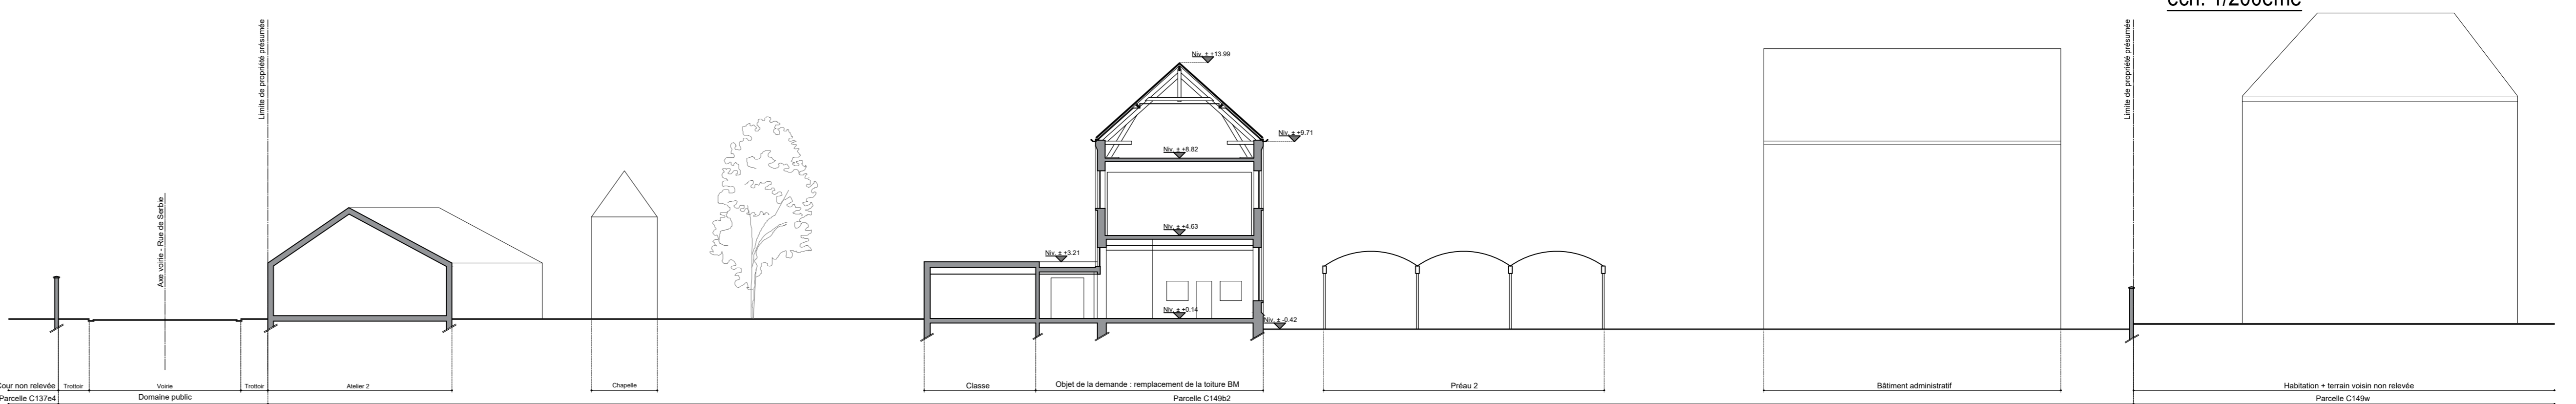 éch. 1/200ème
Limite de propriété présumée
Limite de propriété présumée
Axe voirie - Rue de Serbie
Niv. ± +13.99
Niv. ± +9.71
Niv. ± +8.82
Niv. ± +4.63
Niv. ± +3.21
Niv. ± +0.14
Niv. ± -0.42
Cour non relevée
Trottoir
Voirie
Trottoir
Atelier 2
Chapelle
Classe
Objet de la demande : remplacement de la toiture BM
Préau 2
Bâtiment administratif
Habitation + terrain voisin non relevée
Parcelle C137e4
Domaine public
Parcelle C149b2
Parcelle C149w